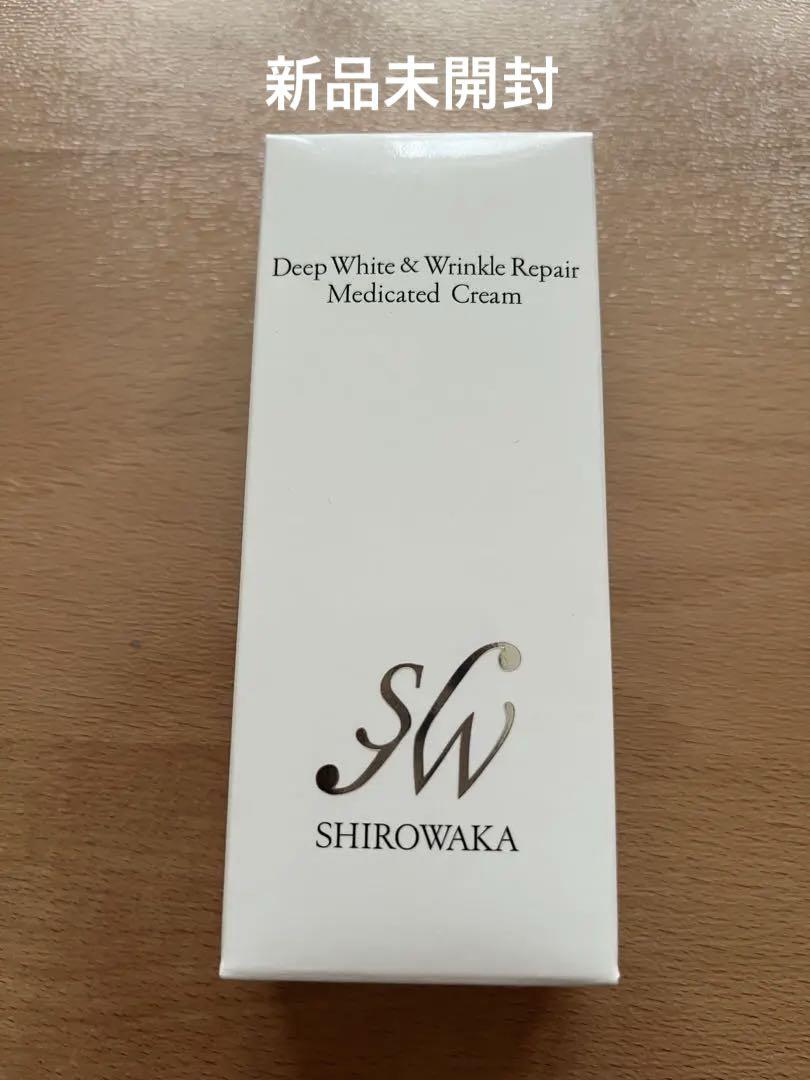 新品未開封
Deep White & Wrinkle Repair
Medicated Cream
SW
SHIROWAKA